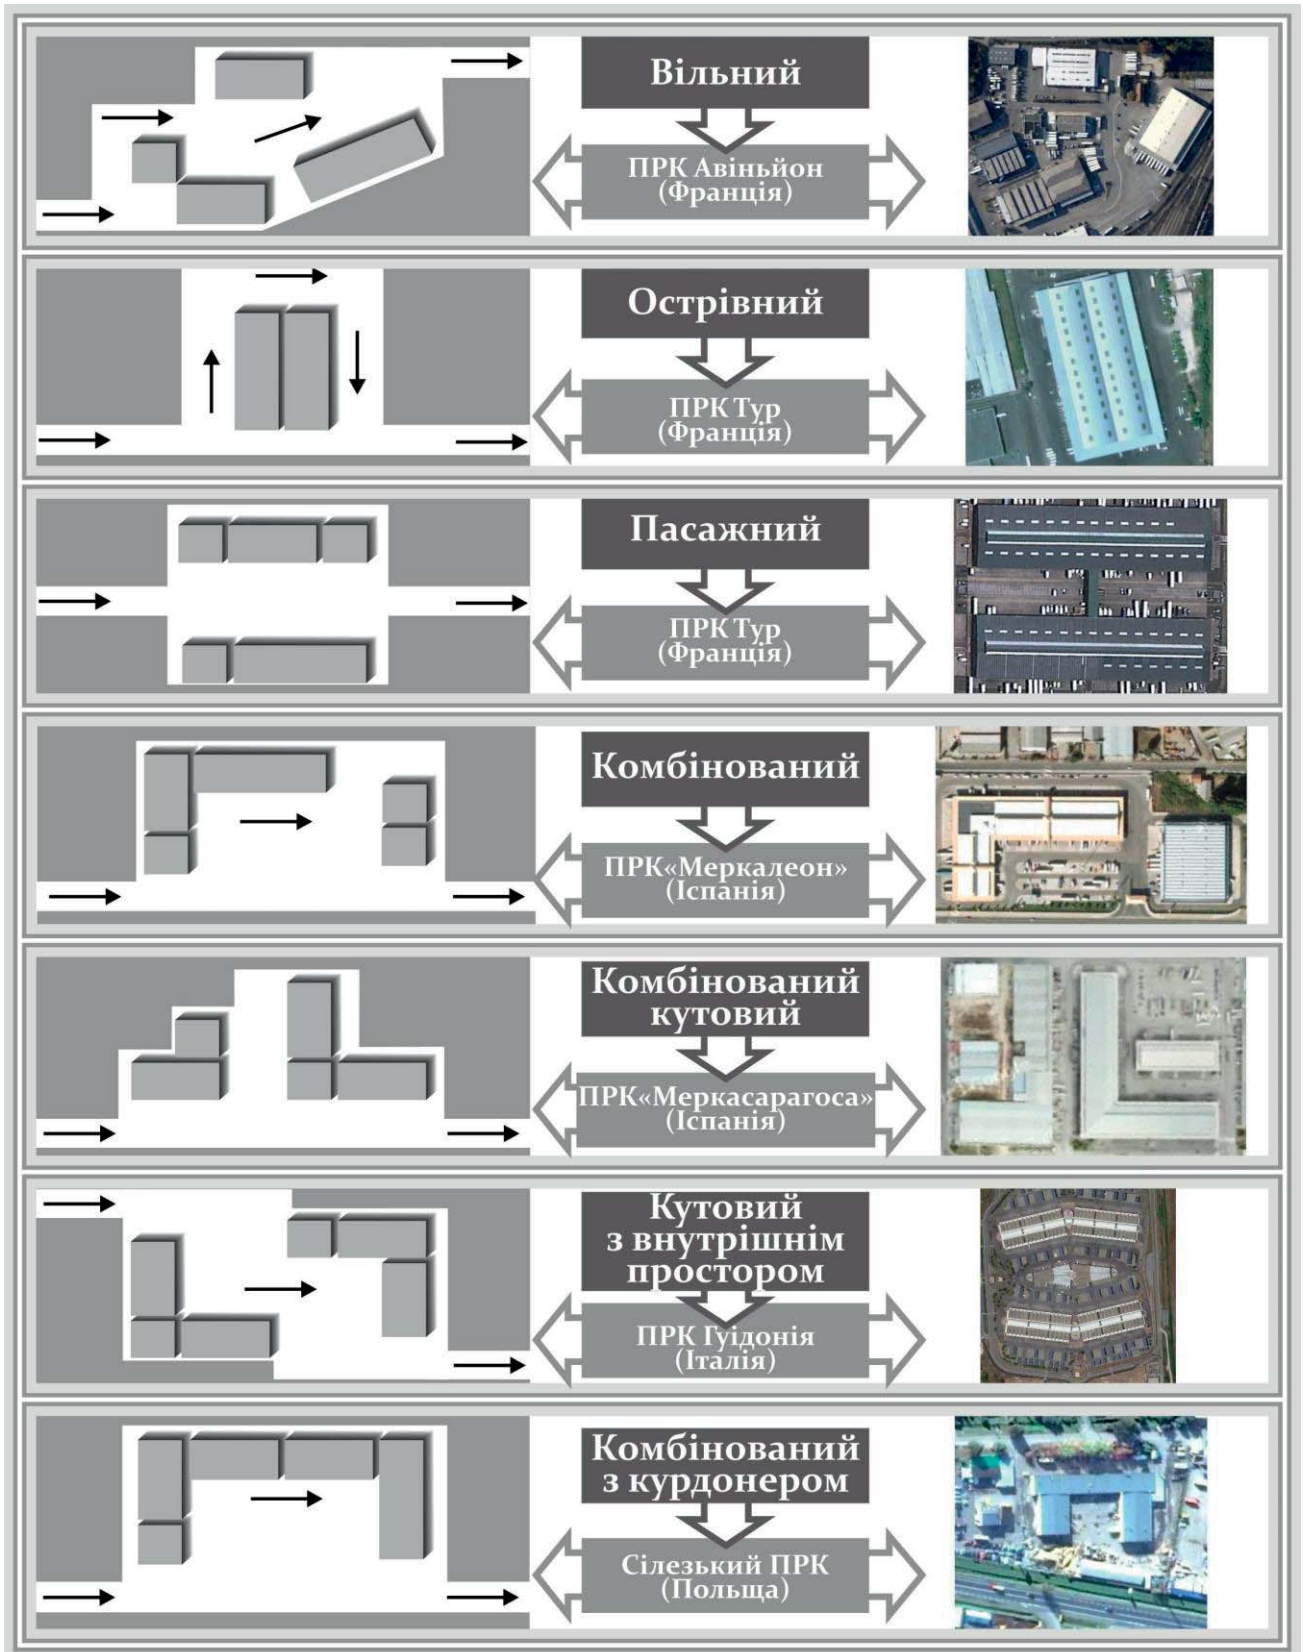 Вільний
ПРК Авіньйон
(Франція)
Острівний
ПРК Тур
(Франція)
Пасажний
ПРК Тур
(Франція)
Комбінований
ПРК«Меркалеон»
(Іспанія)
Комбінований
кутовий
ПРК«Меркасарагоса»
(Іспанія)
Кутовий
з внутрішнім
простором
ПРК Гуідонія
(Італія)
Комбінований
з курдонером
Сілезький ПРК
(Польща)